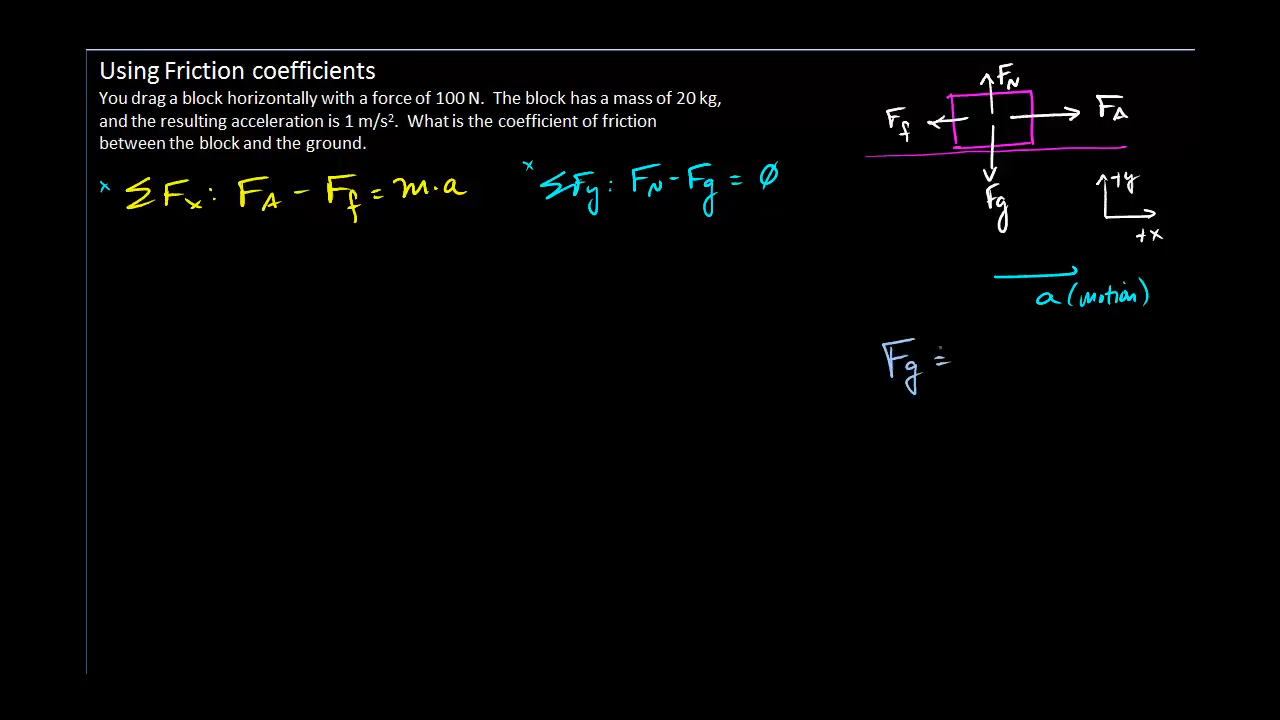 Using Friction coefficients
You drag a block horizontally with a force of 100 N. The block has a mass of 20 kg,
and the resulting acceleration is 1 m/s². What is the coefficient of friction
between the block and the ground.
x ΣFx: FA - Ff = m·a
x ΣFy: FN - Fg = ∅
FN
Ff
FA
Fg
+y
+x
a (motion)
Fg =